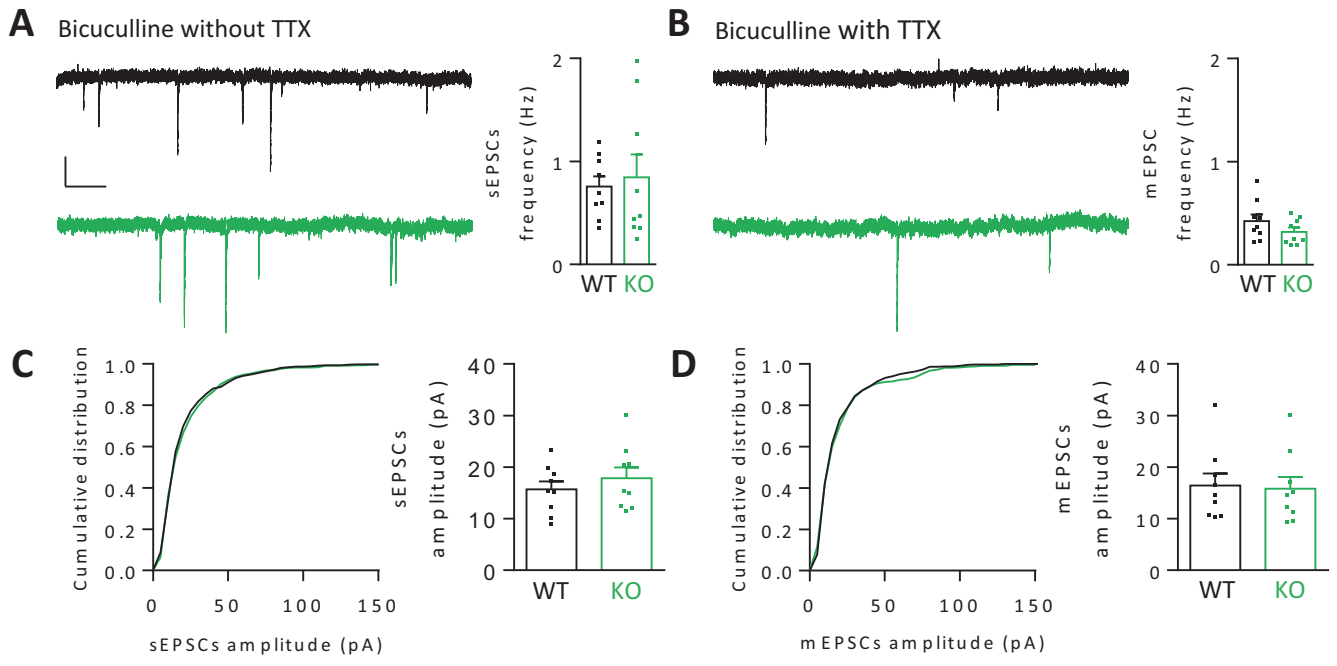 A Bicuculline without TTX
sEPSCs
frequency (Hz)
2
1
0
WT KO
B Bicuculline with TTX
mEPSC
frequency (Hz)
2
1
0
WT KO
C
Cumulative distribution
1.0
0.8
0.6
0.4
0.2
0.0
0 50 100 150
sEPSCs amplitude (pA)
sEPSCs
amplitude (pA)
40
30
20
10
0
WT KO
D
Cumulative distribution
1.0
0.8
0.6
0.4
0.2
0.0
0 50 100 150
mEPSCs amplitude (pA)
mEPSCs
amplitude (pA)
40
30
20
10
0
WT KO